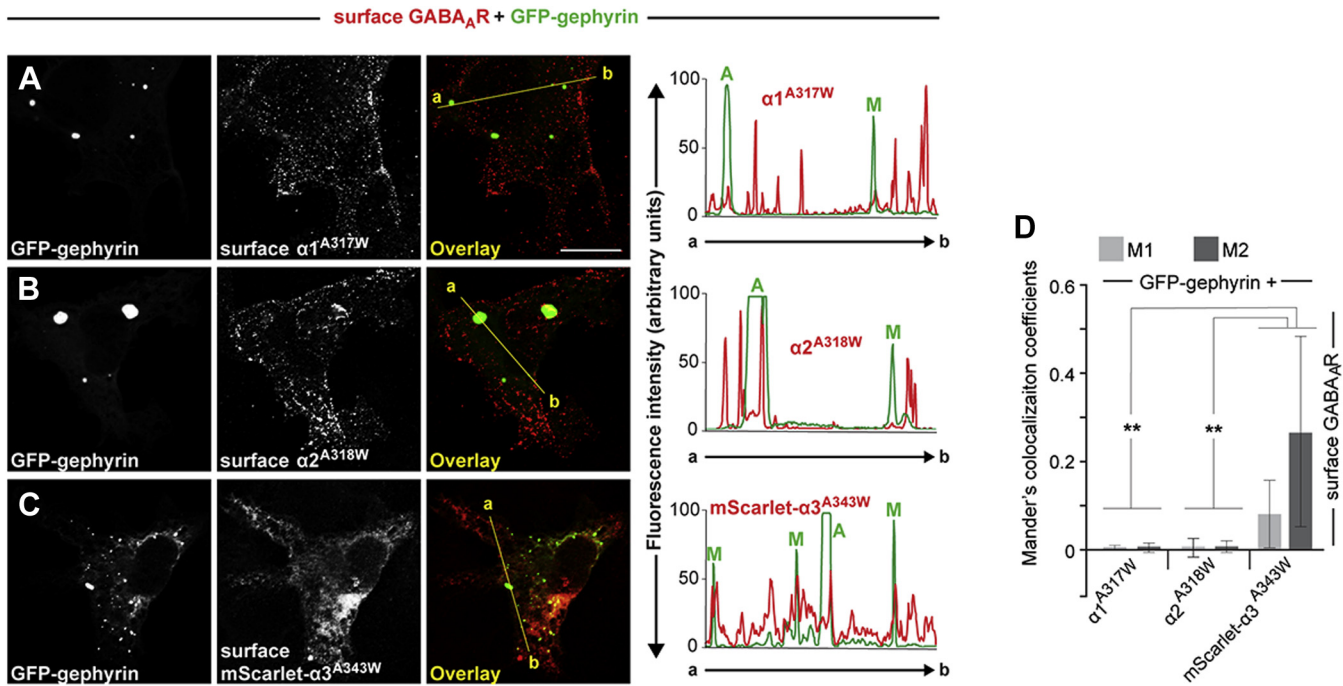 surface GABAAR + GFP-gephyrin
A
GFP-gephyrin
surface α1A317W
a
b
Overlay
100
50
0
A
α1A317W
M
a
b
B
GFP-gephyrin
surface α2A318W
a
b
Overlay
100
50
0
A
α2A318W
M
a
b
C
GFP-gephyrin
surface
mScarlet-α3A343W
a
b
Overlay
mScarlet-α3A343W
100
50
0
M
M
A
M
a
b
Fluorescence intensity (arbitrary units)
D
M1
M2
GFP-gephyrin +
Mander's colocalizaiton coefficients
0.6
0.4
0.2
0
**
**
surface GABAAR
α1A317W
α2A318W
mScarlet-α3A343W